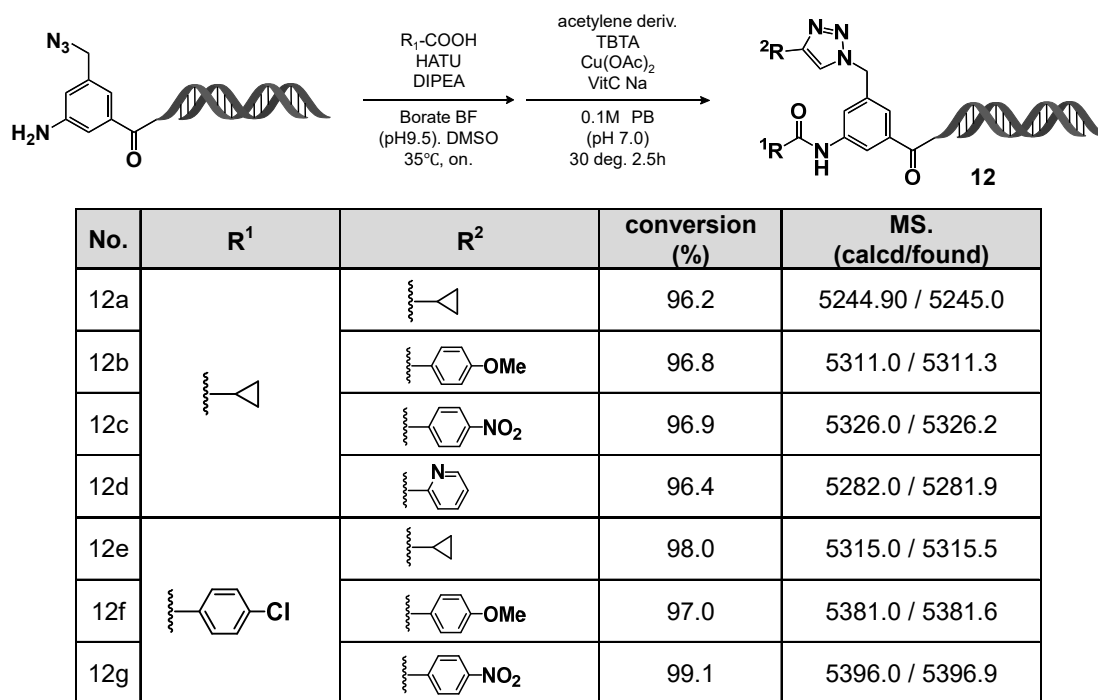 N₃
H₂N
O
R₁-COOH
HATU
DIPEA
Borate BF
(pH9.5). DMSO
35℃, on.
acetylene deriv.
TBTA
Cu(OAc)₂
VitC Na
0.1M PB
(pH 7.0)
30 deg. 2.5h
²R
N=N
N
O
¹R
N
H
O
12
No. R¹ R² conversion (%) MS. (calcd/found)
12a 96.2 5244.90 / 5245.0
12b OMe 96.8 5311.0 / 5311.3
12c NO₂ 96.9 5326.0 / 5326.2
12d N 96.4 5282.0 / 5281.9
12e 98.0 5315.0 / 5315.5
12f Cl OMe 97.0 5381.0 / 5381.6
12g NO₂ 99.1 5396.0 / 5396.9